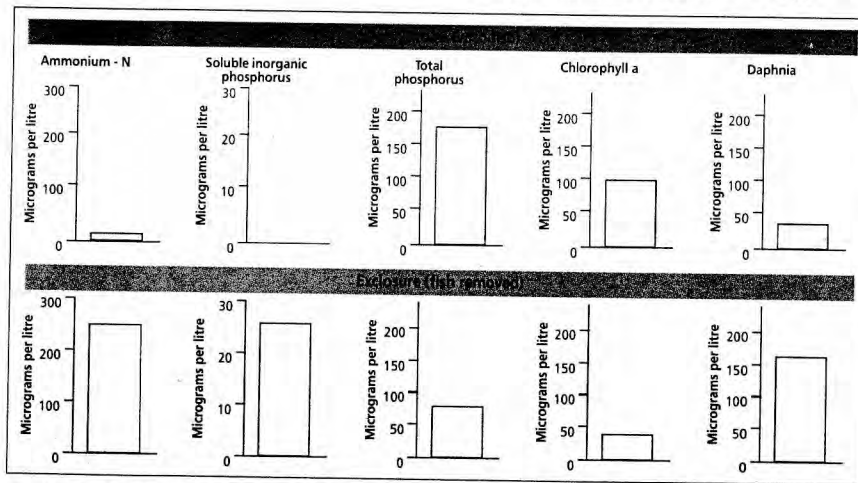 Ammonium - N
Soluble inorganic
phosphorus
Total
phosphorus
Chlorophyll a
Daphnia
Micrograms per litre
300
200
100
0
Micrograms per litre
30
20
10
0
Micrograms per litre
200
150
100
50
0
Micrograms per litre
200
150
100
50
0
Micrograms per litre
200
150
100
50
0
Exclosure (fish removed)
Micrograms per litre
300
200
100
0
Micrograms per litre
30
20
10
0
Micrograms per litre
200
150
100
50
0
Micrograms per litre
200
150
100
50
0
Micrograms per litre
200
150
100
50
0